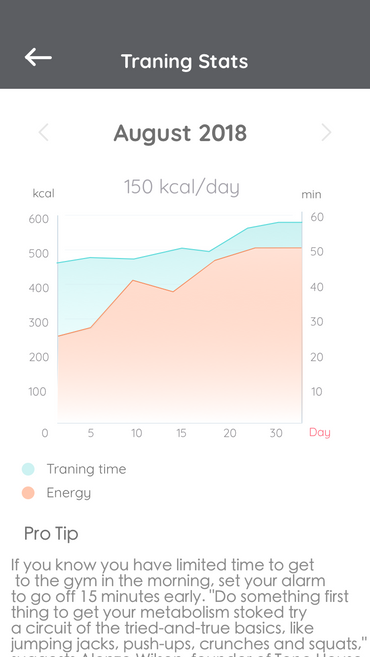 Traning Stats
August 2018
150 kcal/day
kcal
min
600
60
500
50
400
40
300
30
200
20
100
10
0 5 10 15 20 25 30 Day
Traning time
Energy
Pro Tip
If you know you have limited time to get
to the gym in the morning, set your alarm
to go off 15 minutes early. "Do something first
thing to get your metabolism stoked try
a circuit of the tried-and-true basics, like
jumping jacks, push-ups, crunches and squats,"